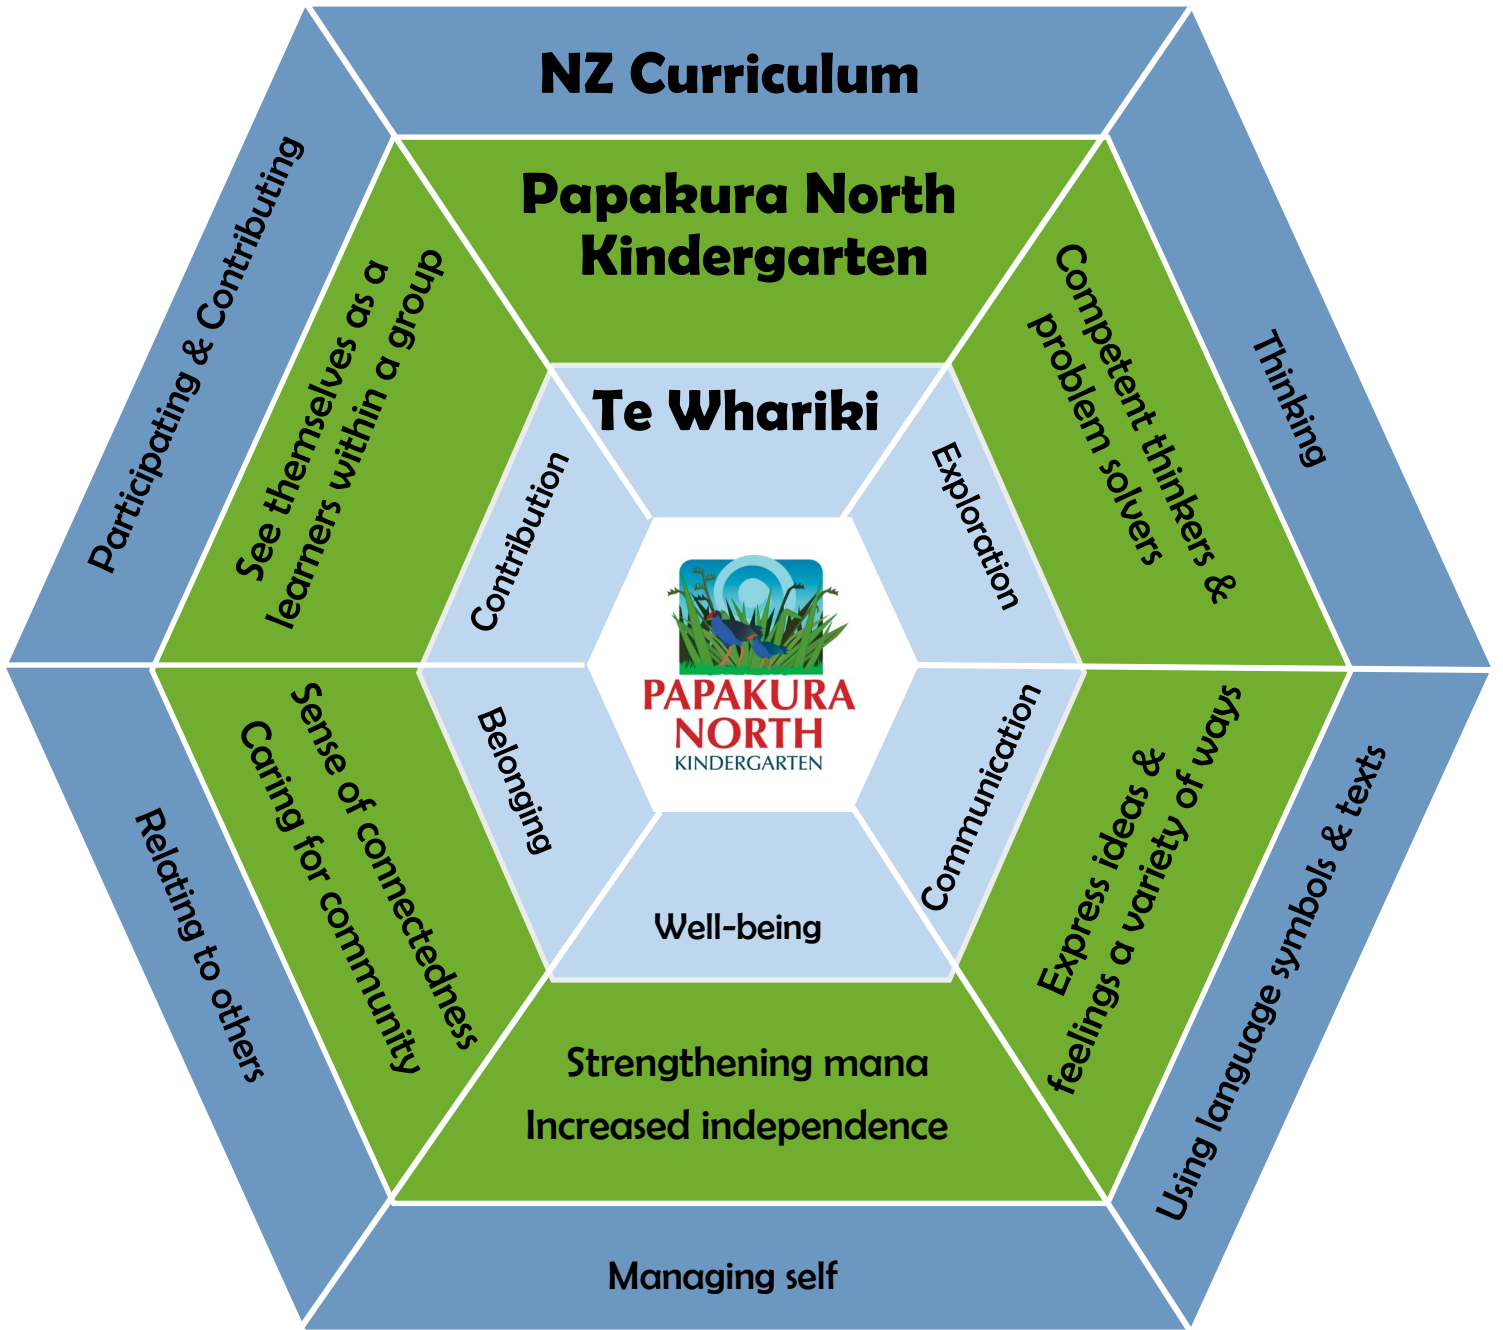 NZ Curriculum
Papakura North
Kindergarten
Te Whariki
Participating & Contributing
See themselves as a
learners within a group
Contribution
Exploration
Competent thinkers &
problem solvers
Thinking
PAPAKURA
NORTH
KINDERGARTEN
Relating to others
Sense of connectedness
Caring for community
Belonging
Communication
Express ideas &
feelings a variety of ways
Using language symbols & texts
Well-being
Strengthening mana
Increased independence
Managing self